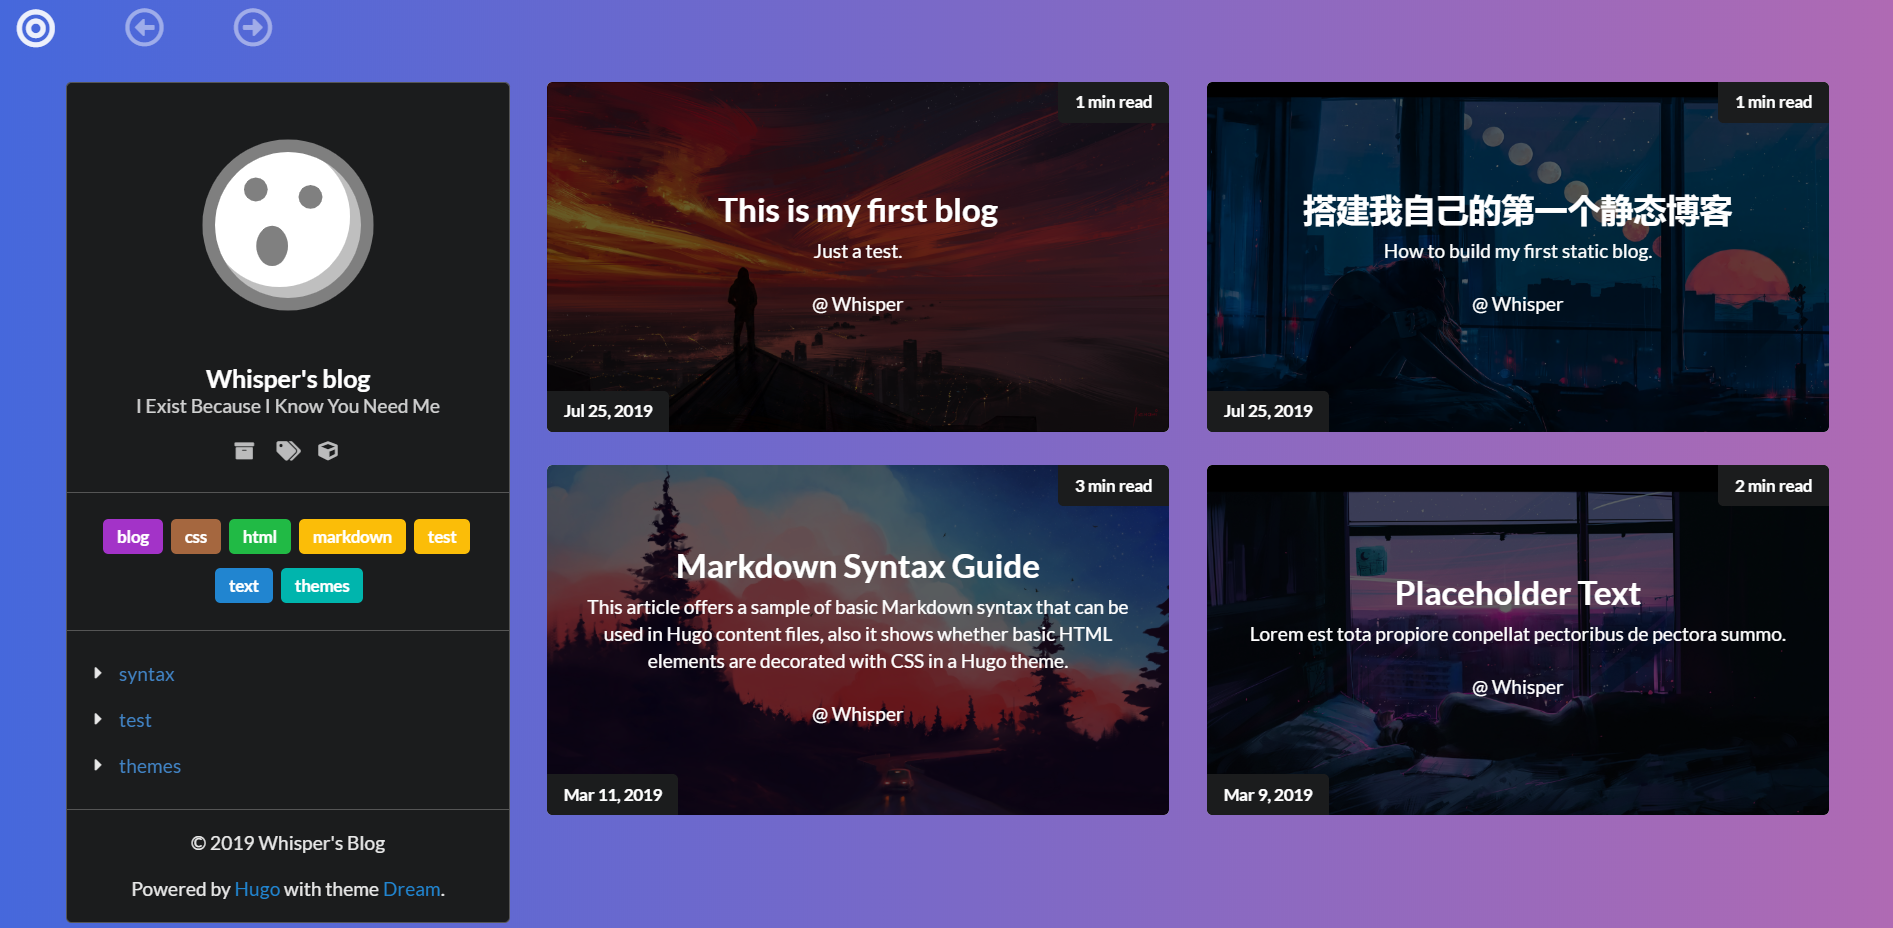 Whisper's blog
I Exist Because I Know You Need Me
blog css html markdown test
text themes
syntax
test
themes
© 2019 Whisper's Blog
Powered by Hugo with theme Dream.
1 min read
This is my first blog
Just a test.
@ Whisper
Jul 25, 2019
1 min read
搭建我自己的第一个静态博客
How to build my first static blog.
@ Whisper
Jul 25, 2019
3 min read
Markdown Syntax Guide
This article offers a sample of basic Markdown syntax that can be
used in Hugo content files, also it shows whether basic HTML
elements are decorated with CSS in a Hugo theme.
@ Whisper
Mar 11, 2019
2 min read
Placeholder Text
Lorem est tota propiore conpellat pectoribus de pectora summo.
@ Whisper
Mar 9, 2019